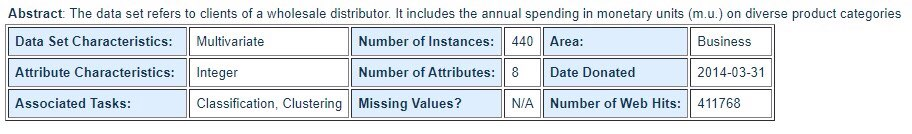 Abstract: The data set refers to clients of a wholesale distributor. It includes the annual spending in monetary units (m.u.) on diverse product categories
Data Set Characteristics: Multivariate Number of Instances: 440 Area: Business
Attribute Characteristics: Integer Number of Attributes: 8 Date Donated 2014-03-31
Associated Tasks: Classification, Clustering Missing Values? N/A Number of Web Hits: 411768